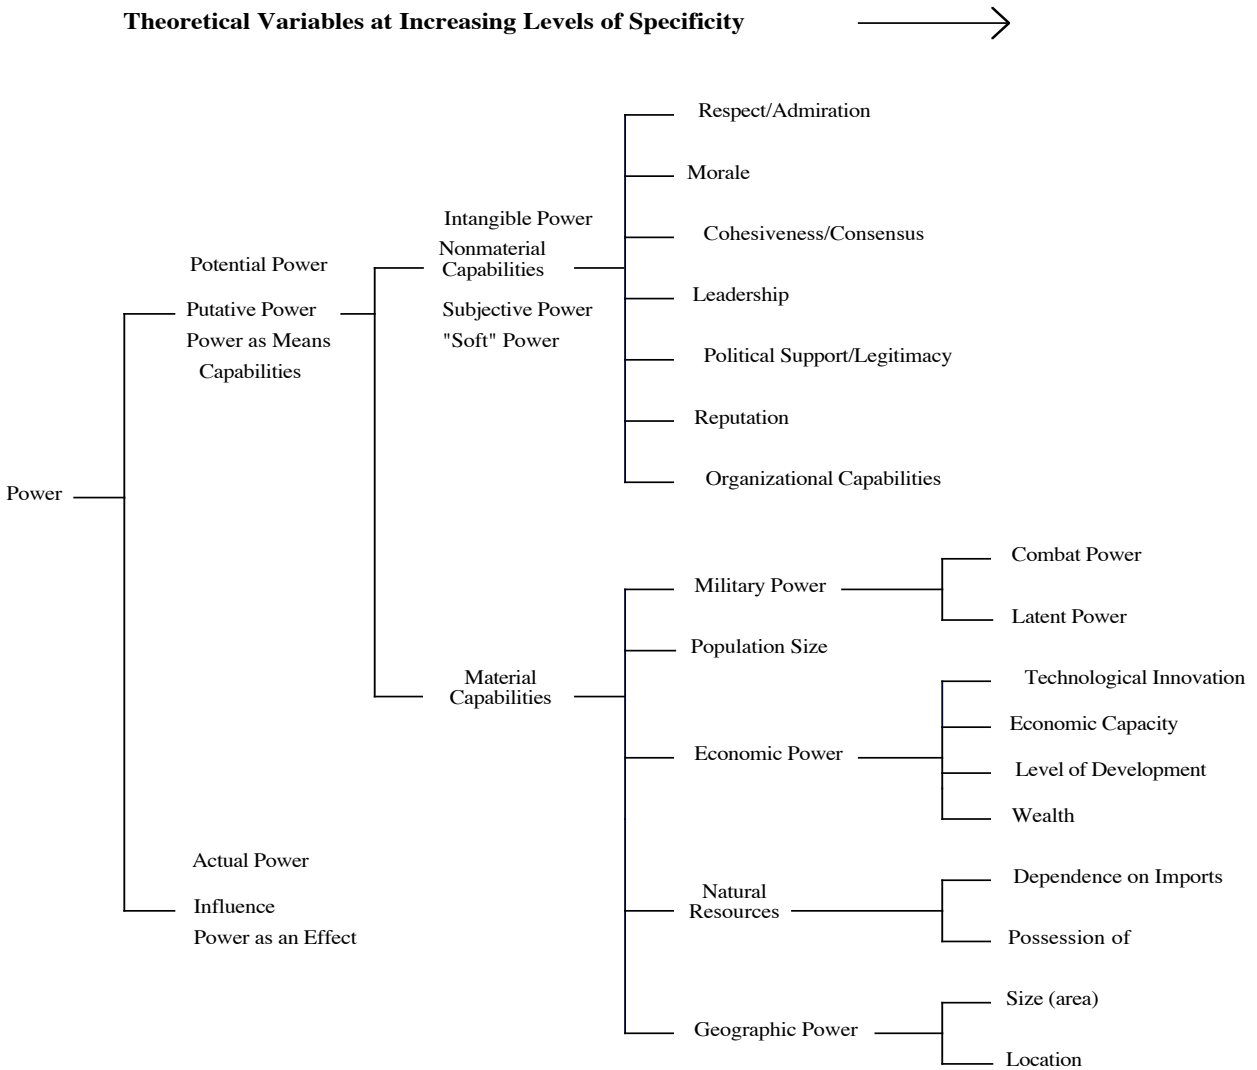 Theoretical Variables at Increasing Levels of Specificity
Respect/Admiration
Morale
Intangible Power
Nonmaterial
Capabilities
Cohesiveness/Consensus
Potential Power
Putative Power
Power as Means
Capabilities
Subjective Power
"Soft" Power
Leadership
Political Support/Legitimacy
Reputation
Organizational Capabilities
Power
Combat Power
Military Power
Latent Power
Population Size
Material
Capabilities
Technological Innovation
Economic Capacity
Economic Power
Level of Development
Wealth
Actual Power
Influence
Power as an Effect
Natural
Resources
Dependence on Imports
Possession of
Size (area)
Geographic Power
Location